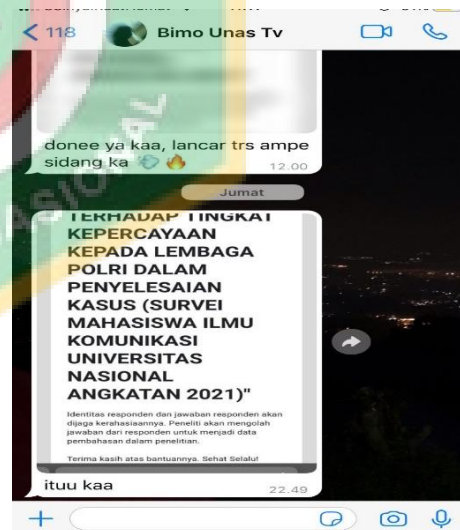 118 Bimo Unas Tv
donee ya kaa, lancar trs ampe
sidang ka 💨 🔥
12.00
Jumat
TERHADAP TINGKAT
KEPERCAYAAN
KEPADA LEMBAGA
POLRI DALAM
PENYELESAIAN
KASUS (SURVEI
MAHASISWA ILMU
KOMUNIKASI
UNIVERSITAS
NASIONAL
ANGKATAN 2021)"
Identitas responden dan jawaban responden akan
dijaga kerahasiaannya. Peneliti akan mengolah
jawaban dari responden untuk menjadi data
pembahasan dalam penelitian.
Terima kasih atas bantuannya. Sehat Selalu!
ituu kaa
22.49